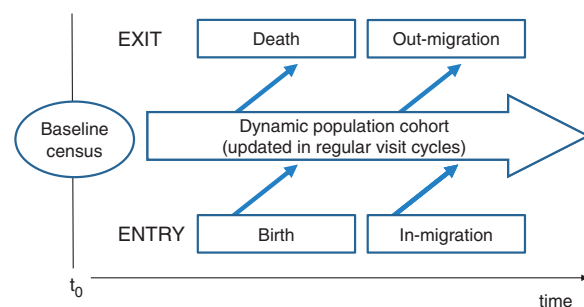 EXIT
Death
Out-migration
Baseline
census
Dynamic population cohort
(updated in regular visit cycles)
ENTRY
Birth
In-migration
t0
time